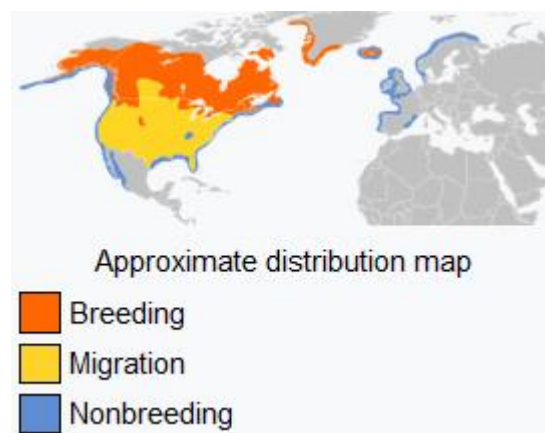 Approximate distribution map
Breeding
Migration
Nonbreeding